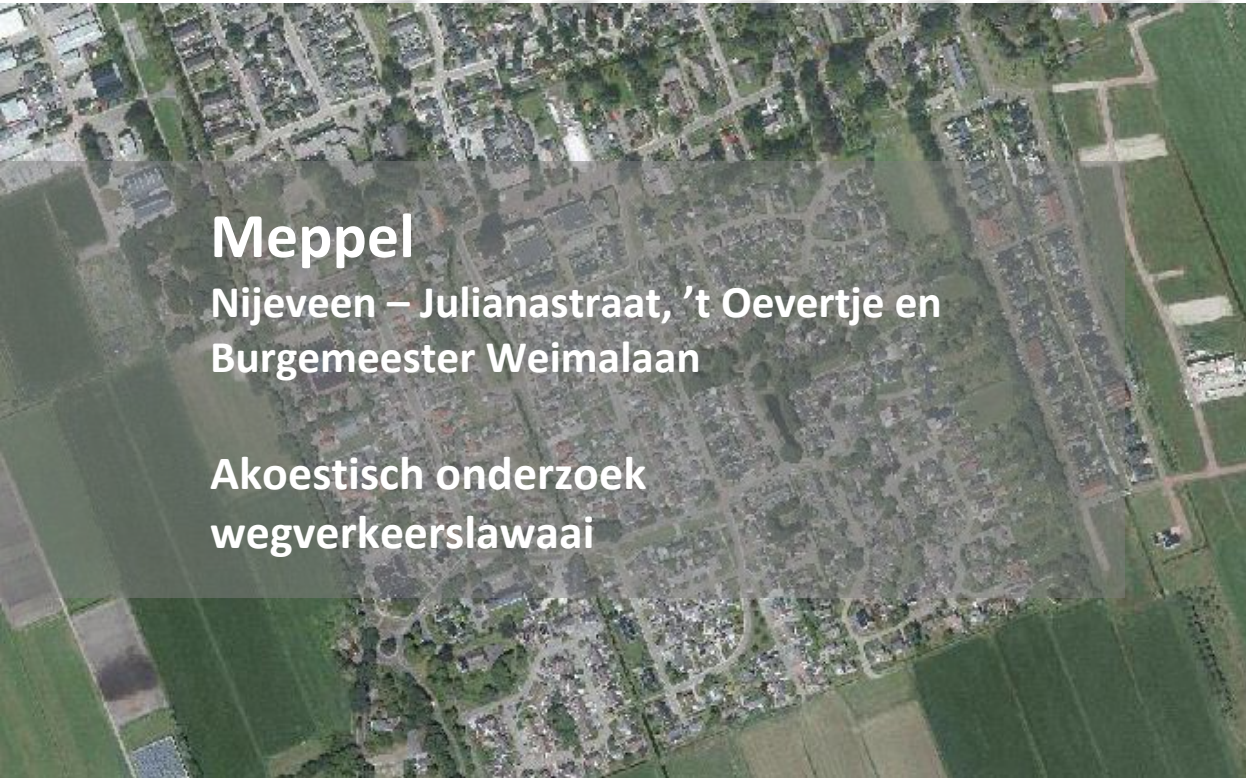 Meppel
Nijeveen – Julianastraat, ’t Oevertje en
Burgemeester Weimalaan
Akoestisch onderzoek
wegverkeerslawaai